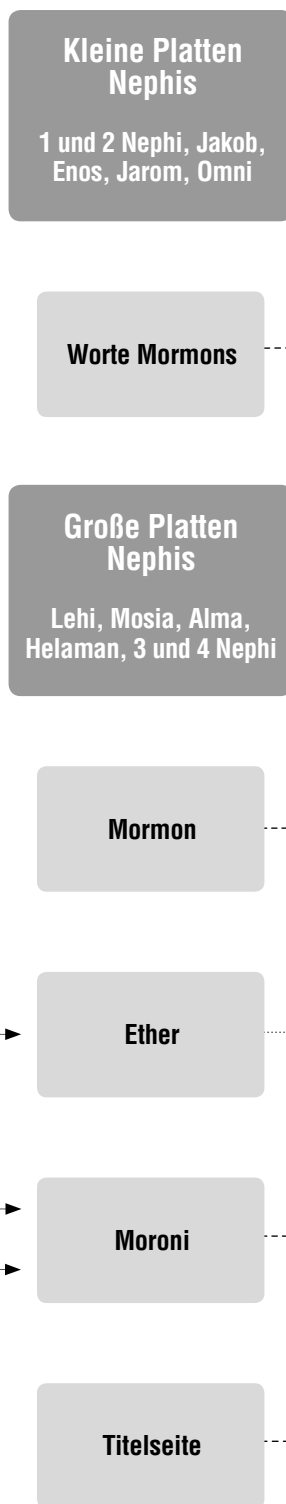 Kleine Platten
Nephis
1 und 2 Nephi, Jakob,
Enos, Jarom, Omni
Worte Mormons
Große Platten
Nephis
Lehi, Mosia, Alma,
Helaman, 3 und 4 Nephi
Mormon
Ether
Moroni
Titelseite